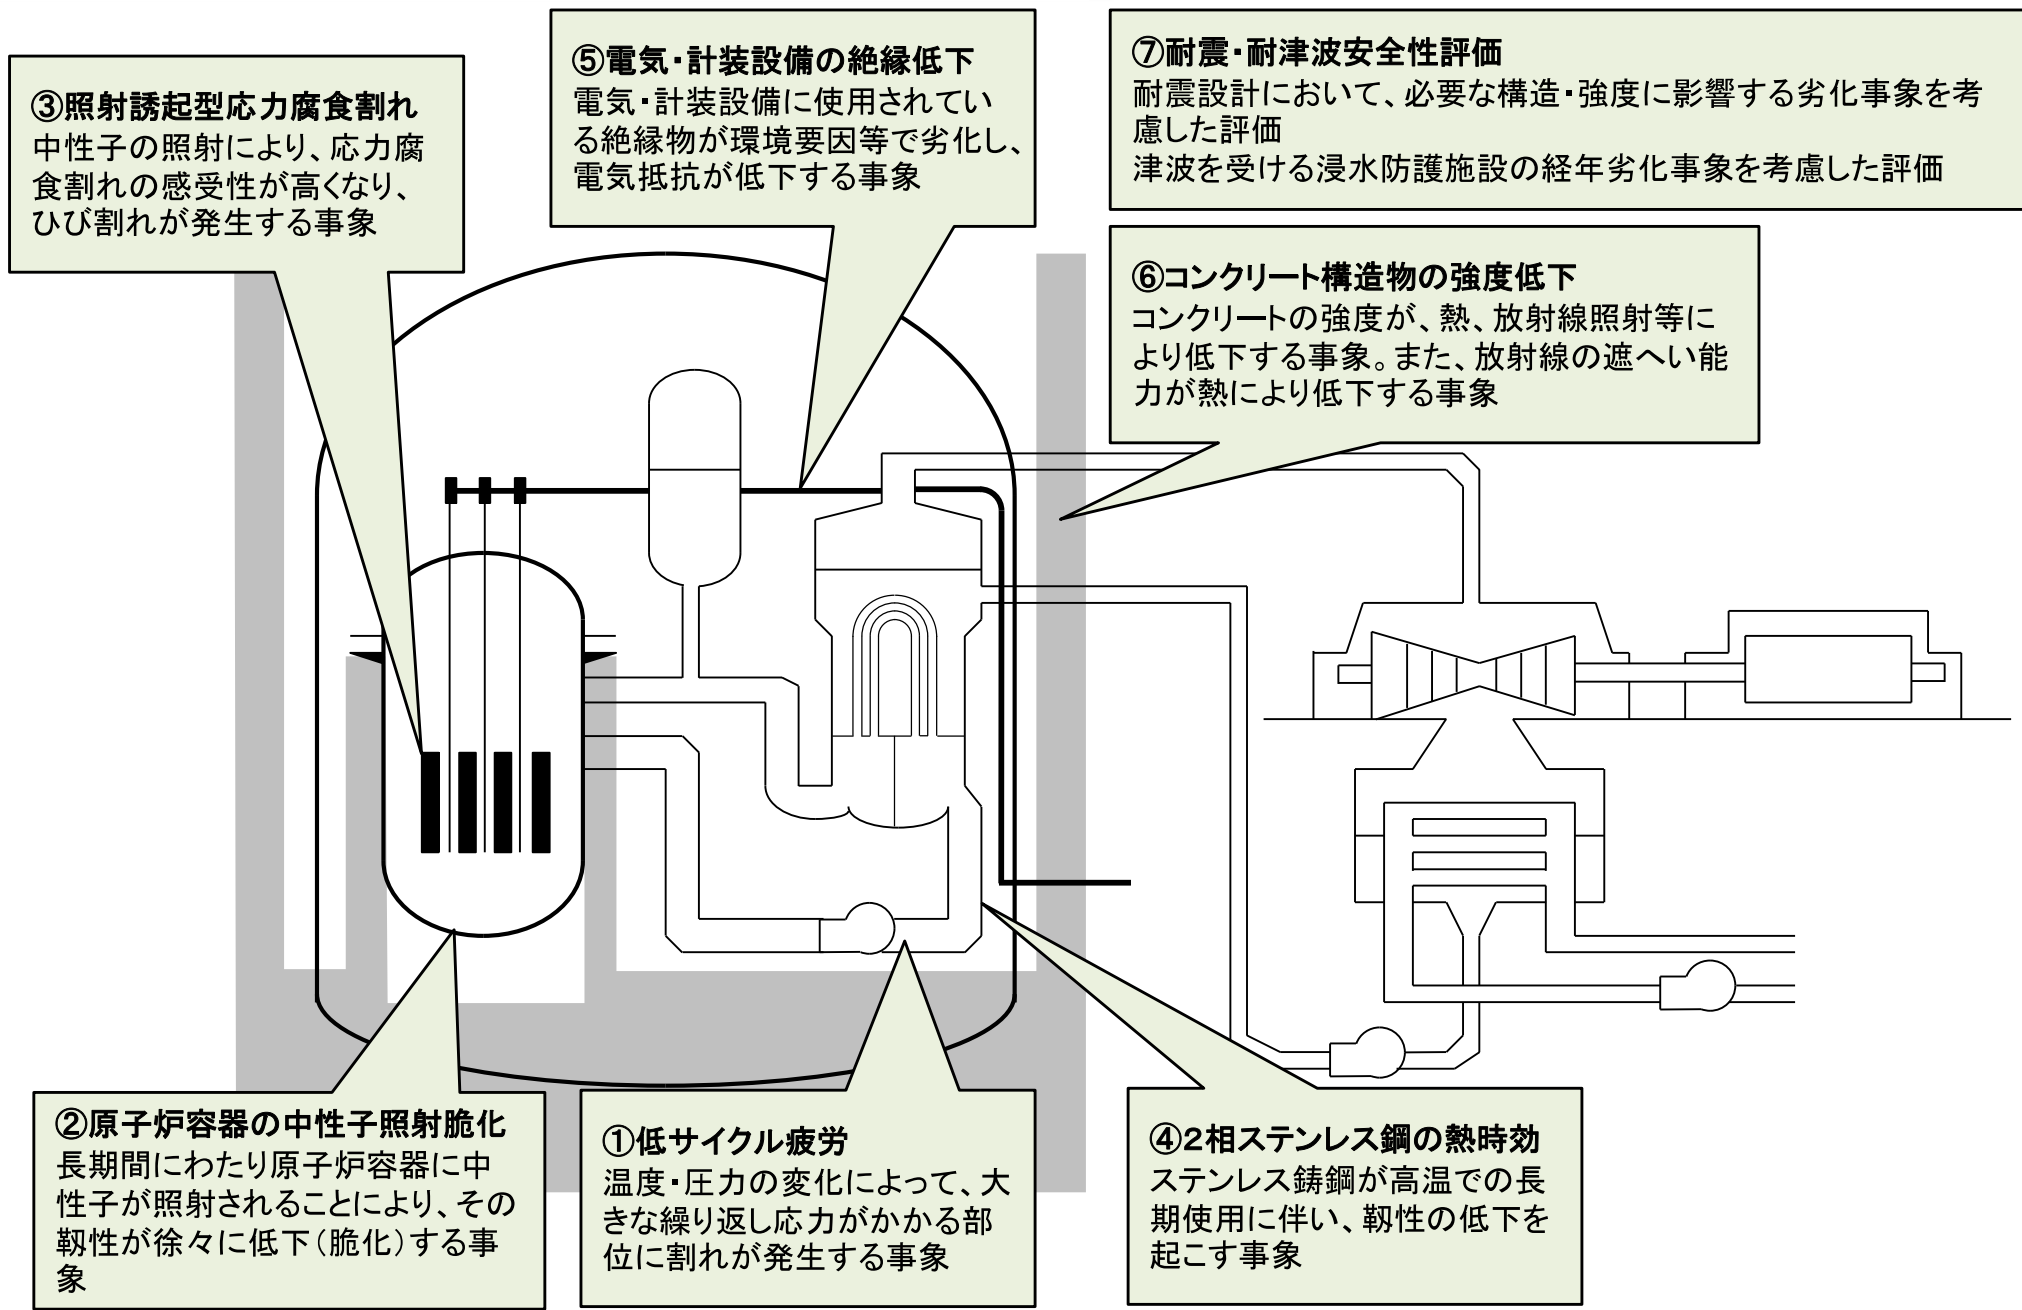 ③照射誘起型応力腐食割れ
中性子の照射により、応力腐
食割れの感受性が高くなり、
ひび割れが発生する事象
⑤電気・計装設備の絶縁低下
電気・計装設備に使用されてい
る絶縁物が環境要因等で劣化し、
電気抵抗が低下する事象
⑦耐震・耐津波安全性評価
耐震設計において、必要な構造・強度に影響する劣化事象を考
慮した評価
津波を受ける浸水防護施設の経年劣化事象を考慮した評価
⑥コンクリート構造物の強度低下
コンクリートの強度が、熱、放射線照射等に
より低下する事象。また、放射線の遮へい能
力が熱により低下する事象
②原子炉容器の中性子照射脆化
長期間にわたり原子炉容器に中
性子が照射されることにより、その
靱性が徐々に低下（脆化）する事
象
①低サイクル疲労
温度・圧力の変化によって、大
きな繰り返し応力がかかる部
位に割れが発生する事象
④２相ステンレス鋼の熱時効
ステンレス鋳鋼が高温での長
期使用に伴い、靱性の低下を
起こす事象